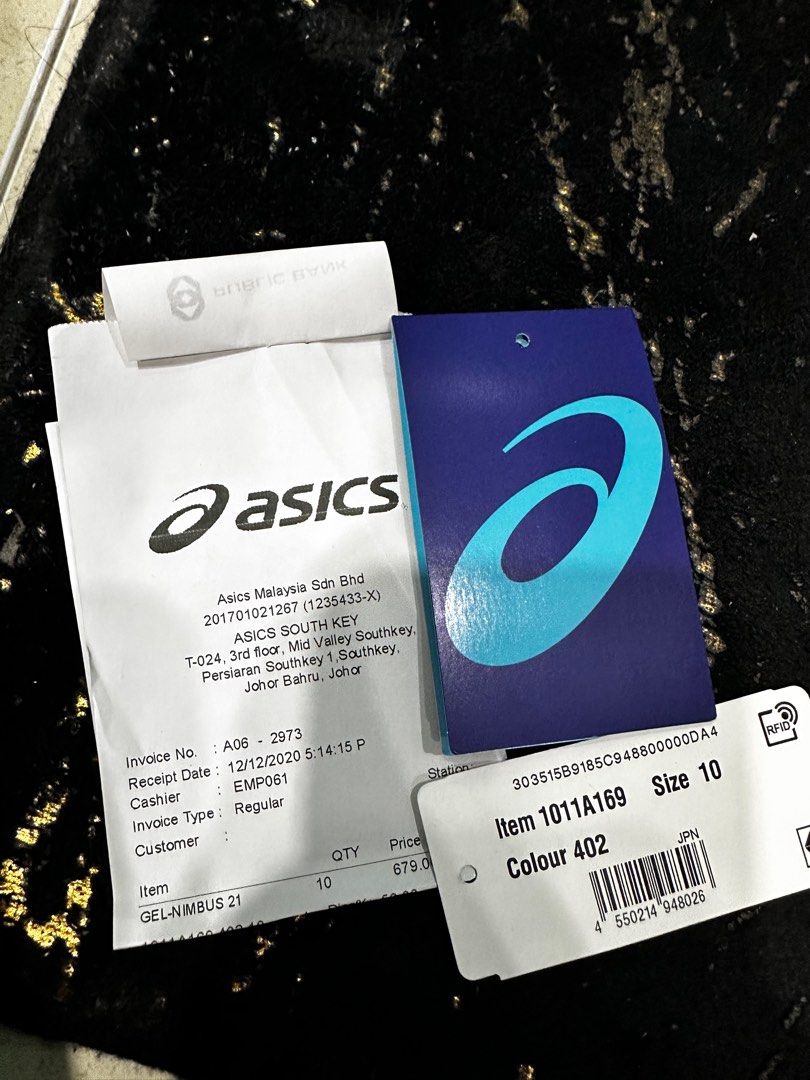 PUBLIC BANK
asics
Asics Malaysia Sdn Bhd
201701021267 (1235433-X)
ASICS SOUTH KEY
T-024, 3rd floor, Mid Valley Southkey,
Persiaran Southkey 1,Southkey,
Johor Bahru, Johor
Invoice No. : A06 - 2973
Receipt Date : 12/12/2020 5:14:15 P
Cashier : EMP061
Station
Invoice Type : Regular
Customer :
Item QTY Price
GEL-NIMBUS 21 10 679.0
RFID
303515B9185C948800000DA4
Item 1011A169 Size 10
Colour 402
JPN
4 550214 948026